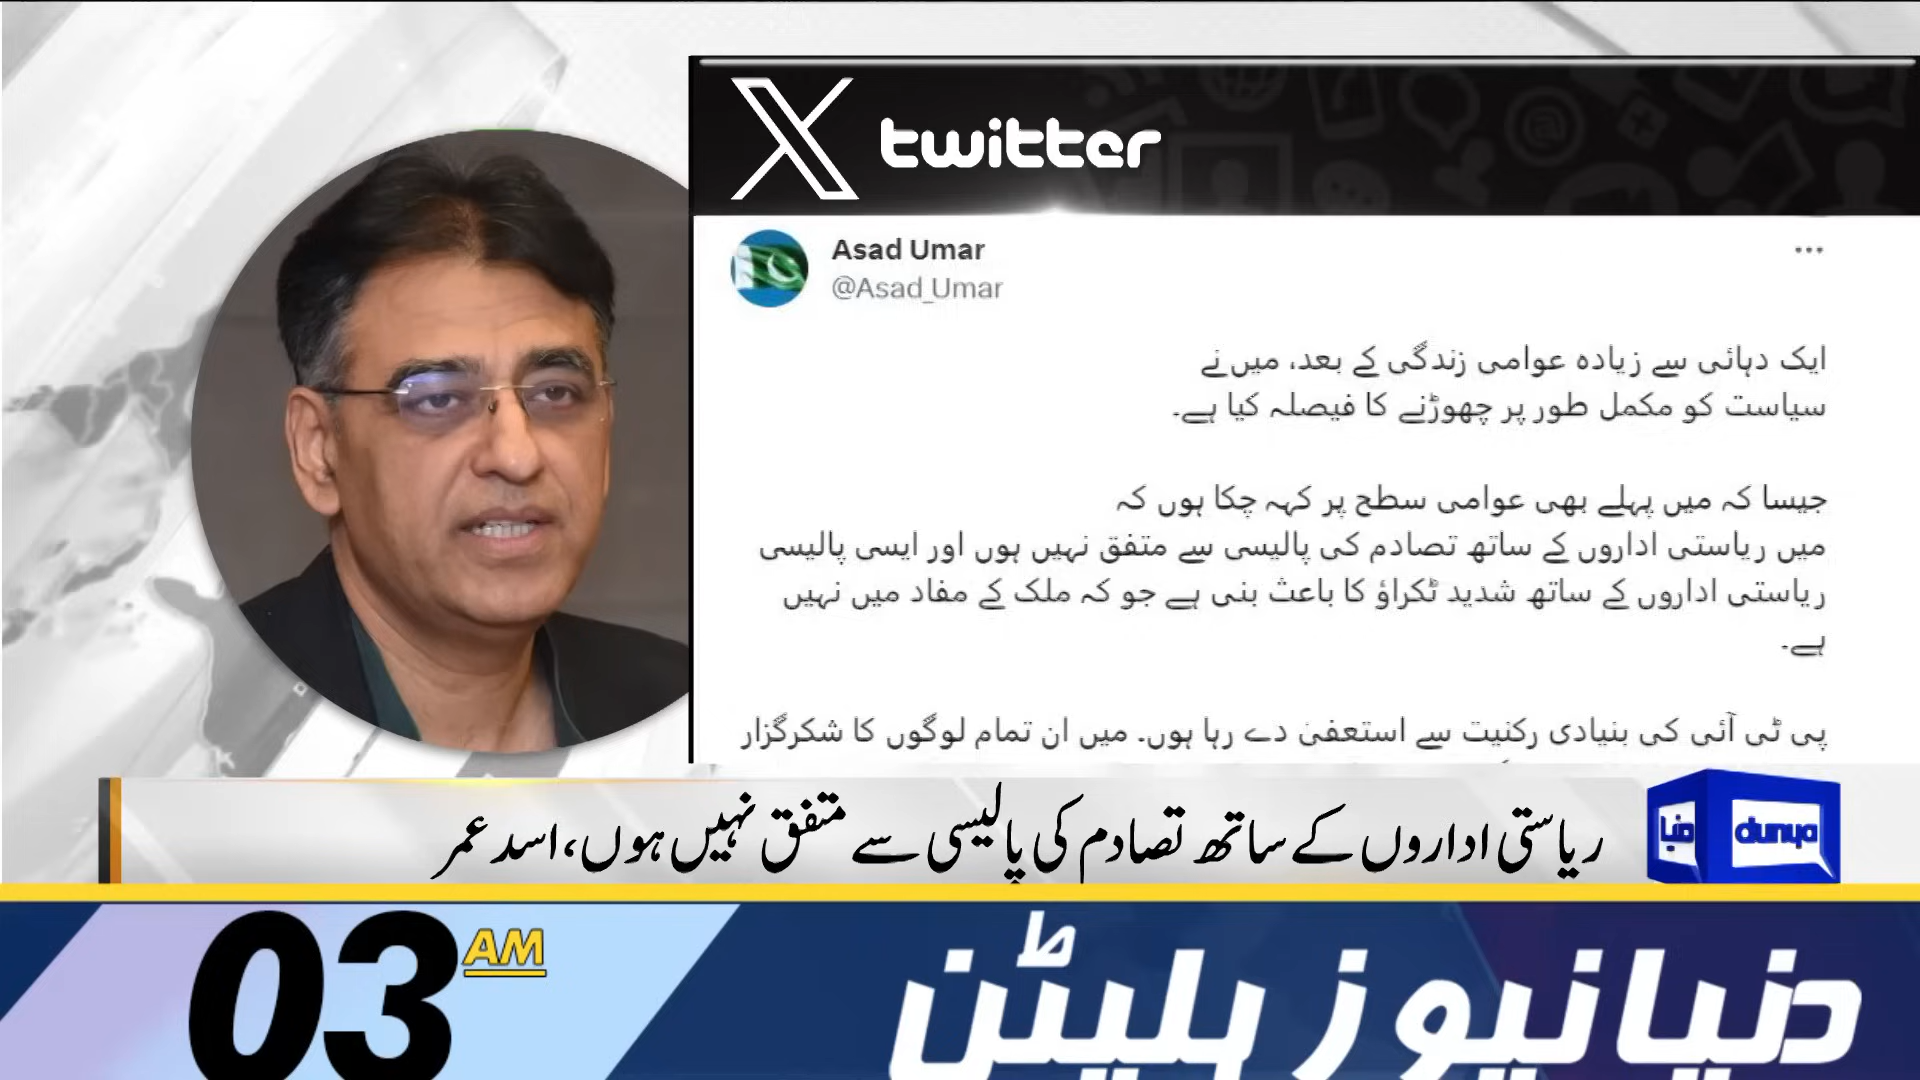 X twitter
Asad Umar
@Asad_Umar
ایک دہائی سے زیادہ عوامی زندگی کے بعد، میں نے
سیاست کو مکمل طور پر چھوڑنے کا فیصلہ کیا ہے۔
جیسا کہ میں پہلے بھی عوامی سطح پر کہہ چکا ہوں کہ
میں ریاستی اداروں کے ساتھ تصادم کی پالیسی سے متفق نہیں ہوں اور ایسی پالیسی
ریاستی اداروں کے ساتھ شدید ٹکراؤ کا باعث بنی ہے جو کہ ملک کے مفاد میں نہیں
ہے۔
پی ٹی آئی کی بنیادی رکنیت سے استعفیٰ دے رہا ہوں۔ میں ان تمام لوگوں کا شکرگزار
ریاستی اداروں کے ساتھ تصادم کی پالیسی سے متفق نہیں ہوں، اسد عمر
دنیا dunya
03 AM
دنیا نیوز بلیٹن